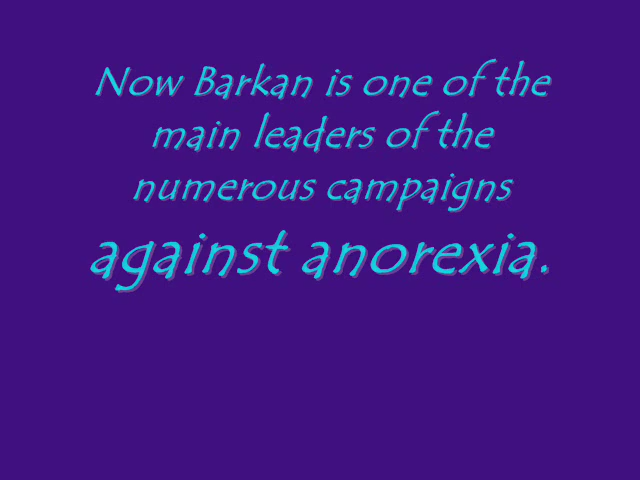 Now Barkan is one of the
main leaders of the
numerous campaigns
against anorexia.